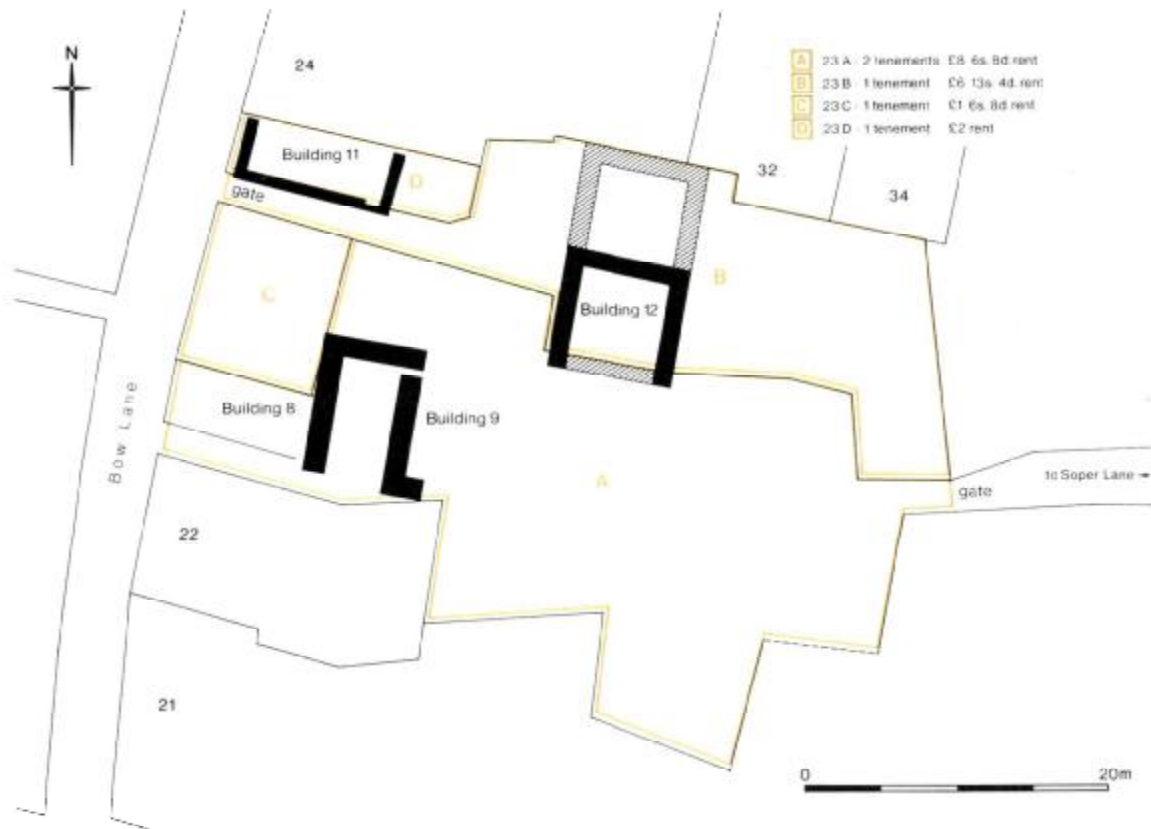 N
24
A 23 A · 2 tenements £8 6s. 8d. rent
B 23 B · 1 tenement £6 13s. 4d. rent
C 23 C · 1 tenement £1 6s. 8d rent
D 23 D · 1 tenement £2 rent
Building 11
D
32
34
gate
B
C
Building 12
Building 8
Building 9
Bow Lane
A
to Soper Lane
gate
22
21
0 20m